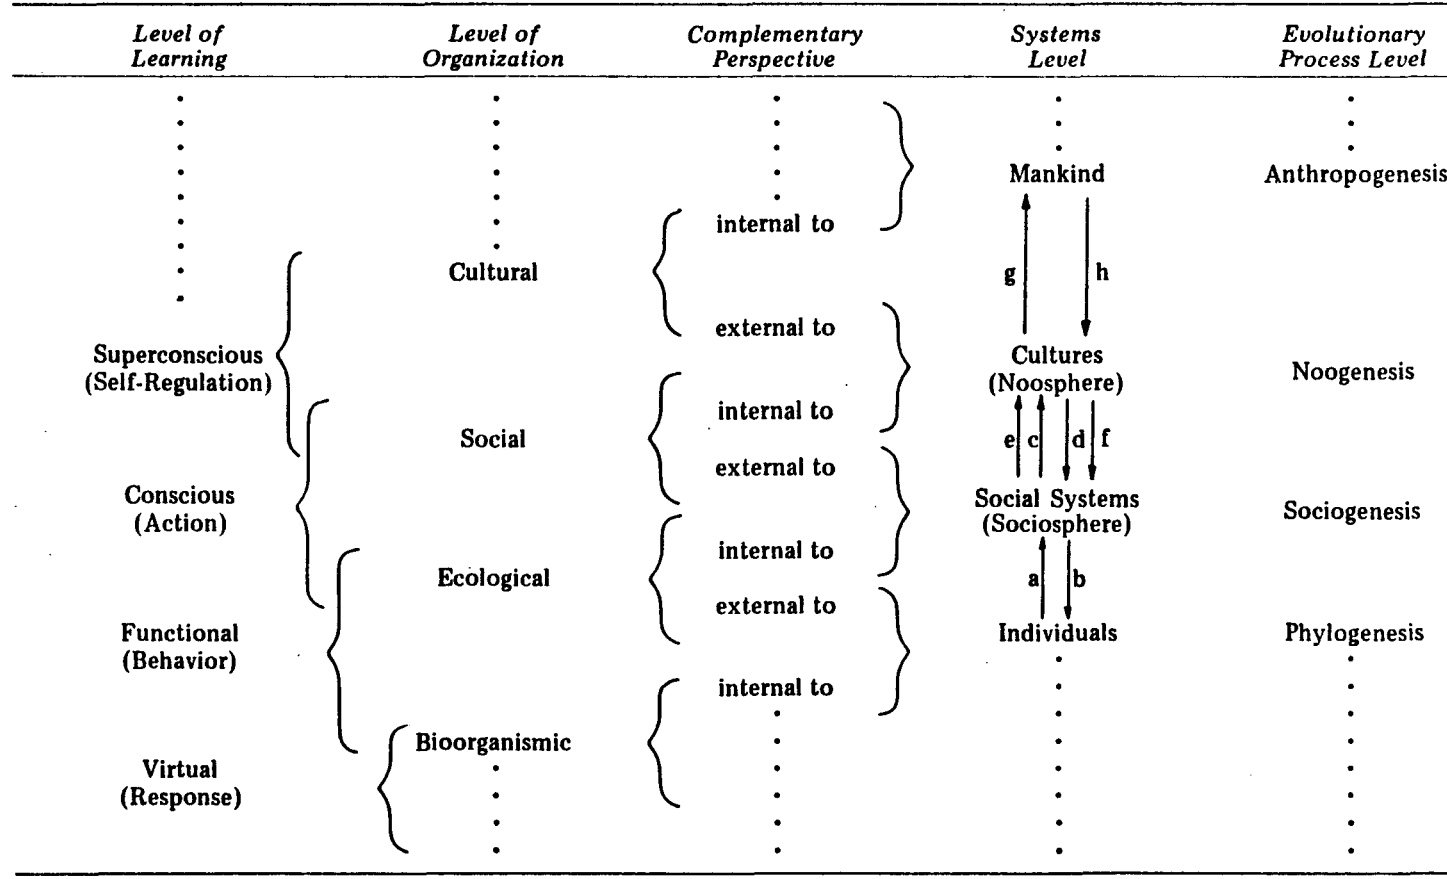 Level of Learning
Level of Organization
Complementary Perspective
Systems Level
Evolutionary Process Level
Mankind
Anthropogenesis
internal to
Cultural
g
h
external to
Superconscious
(Self-Regulation)
Cultures
(Noosphere)
Noogenesis
internal to
Social
e
c
d
f
external to
Conscious
(Action)
Social Systems
(Sociosphere)
Sociogenesis
internal to
Ecological
a
b
external to
Functional
(Behavior)
Individuals
Phylogenesis
internal to
Bioorganismic
Virtual
(Response)